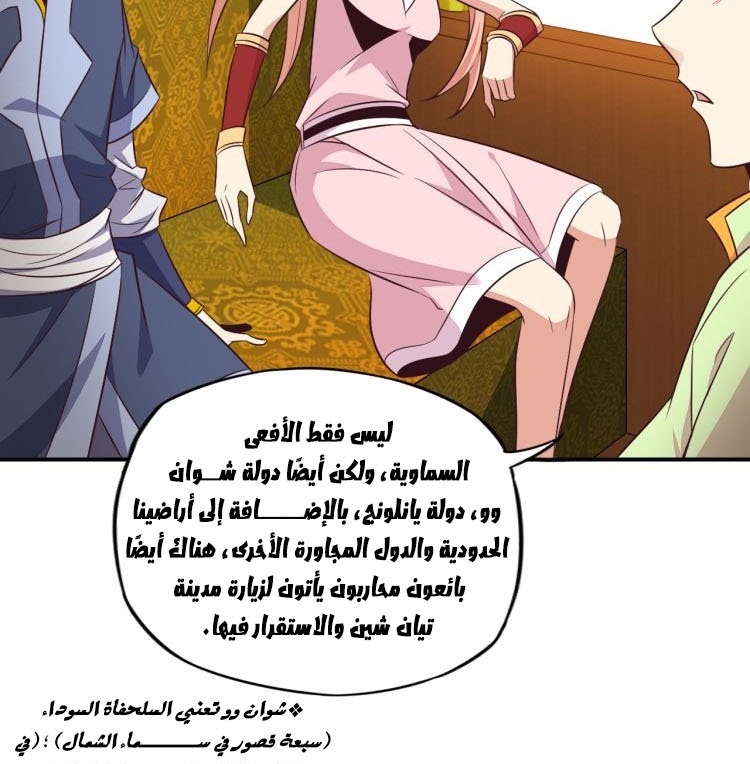 ليس فقط الأفعى
السماوية، ولكن أيضًا دولة شـوان
وو، دولة يانلونج، بالإضـــــافة إلى أراضينا
الحدودية والدول المجاورة الأخرى، هناك أيضًا
بائعون محاربون يأتون لزيارة مدينة
تيان شين والاستقرار فيها.
❖شوان وو تعني السلحفاة السوداء
(سبعة قصور في ســـــماء الشمال) ؛ (في